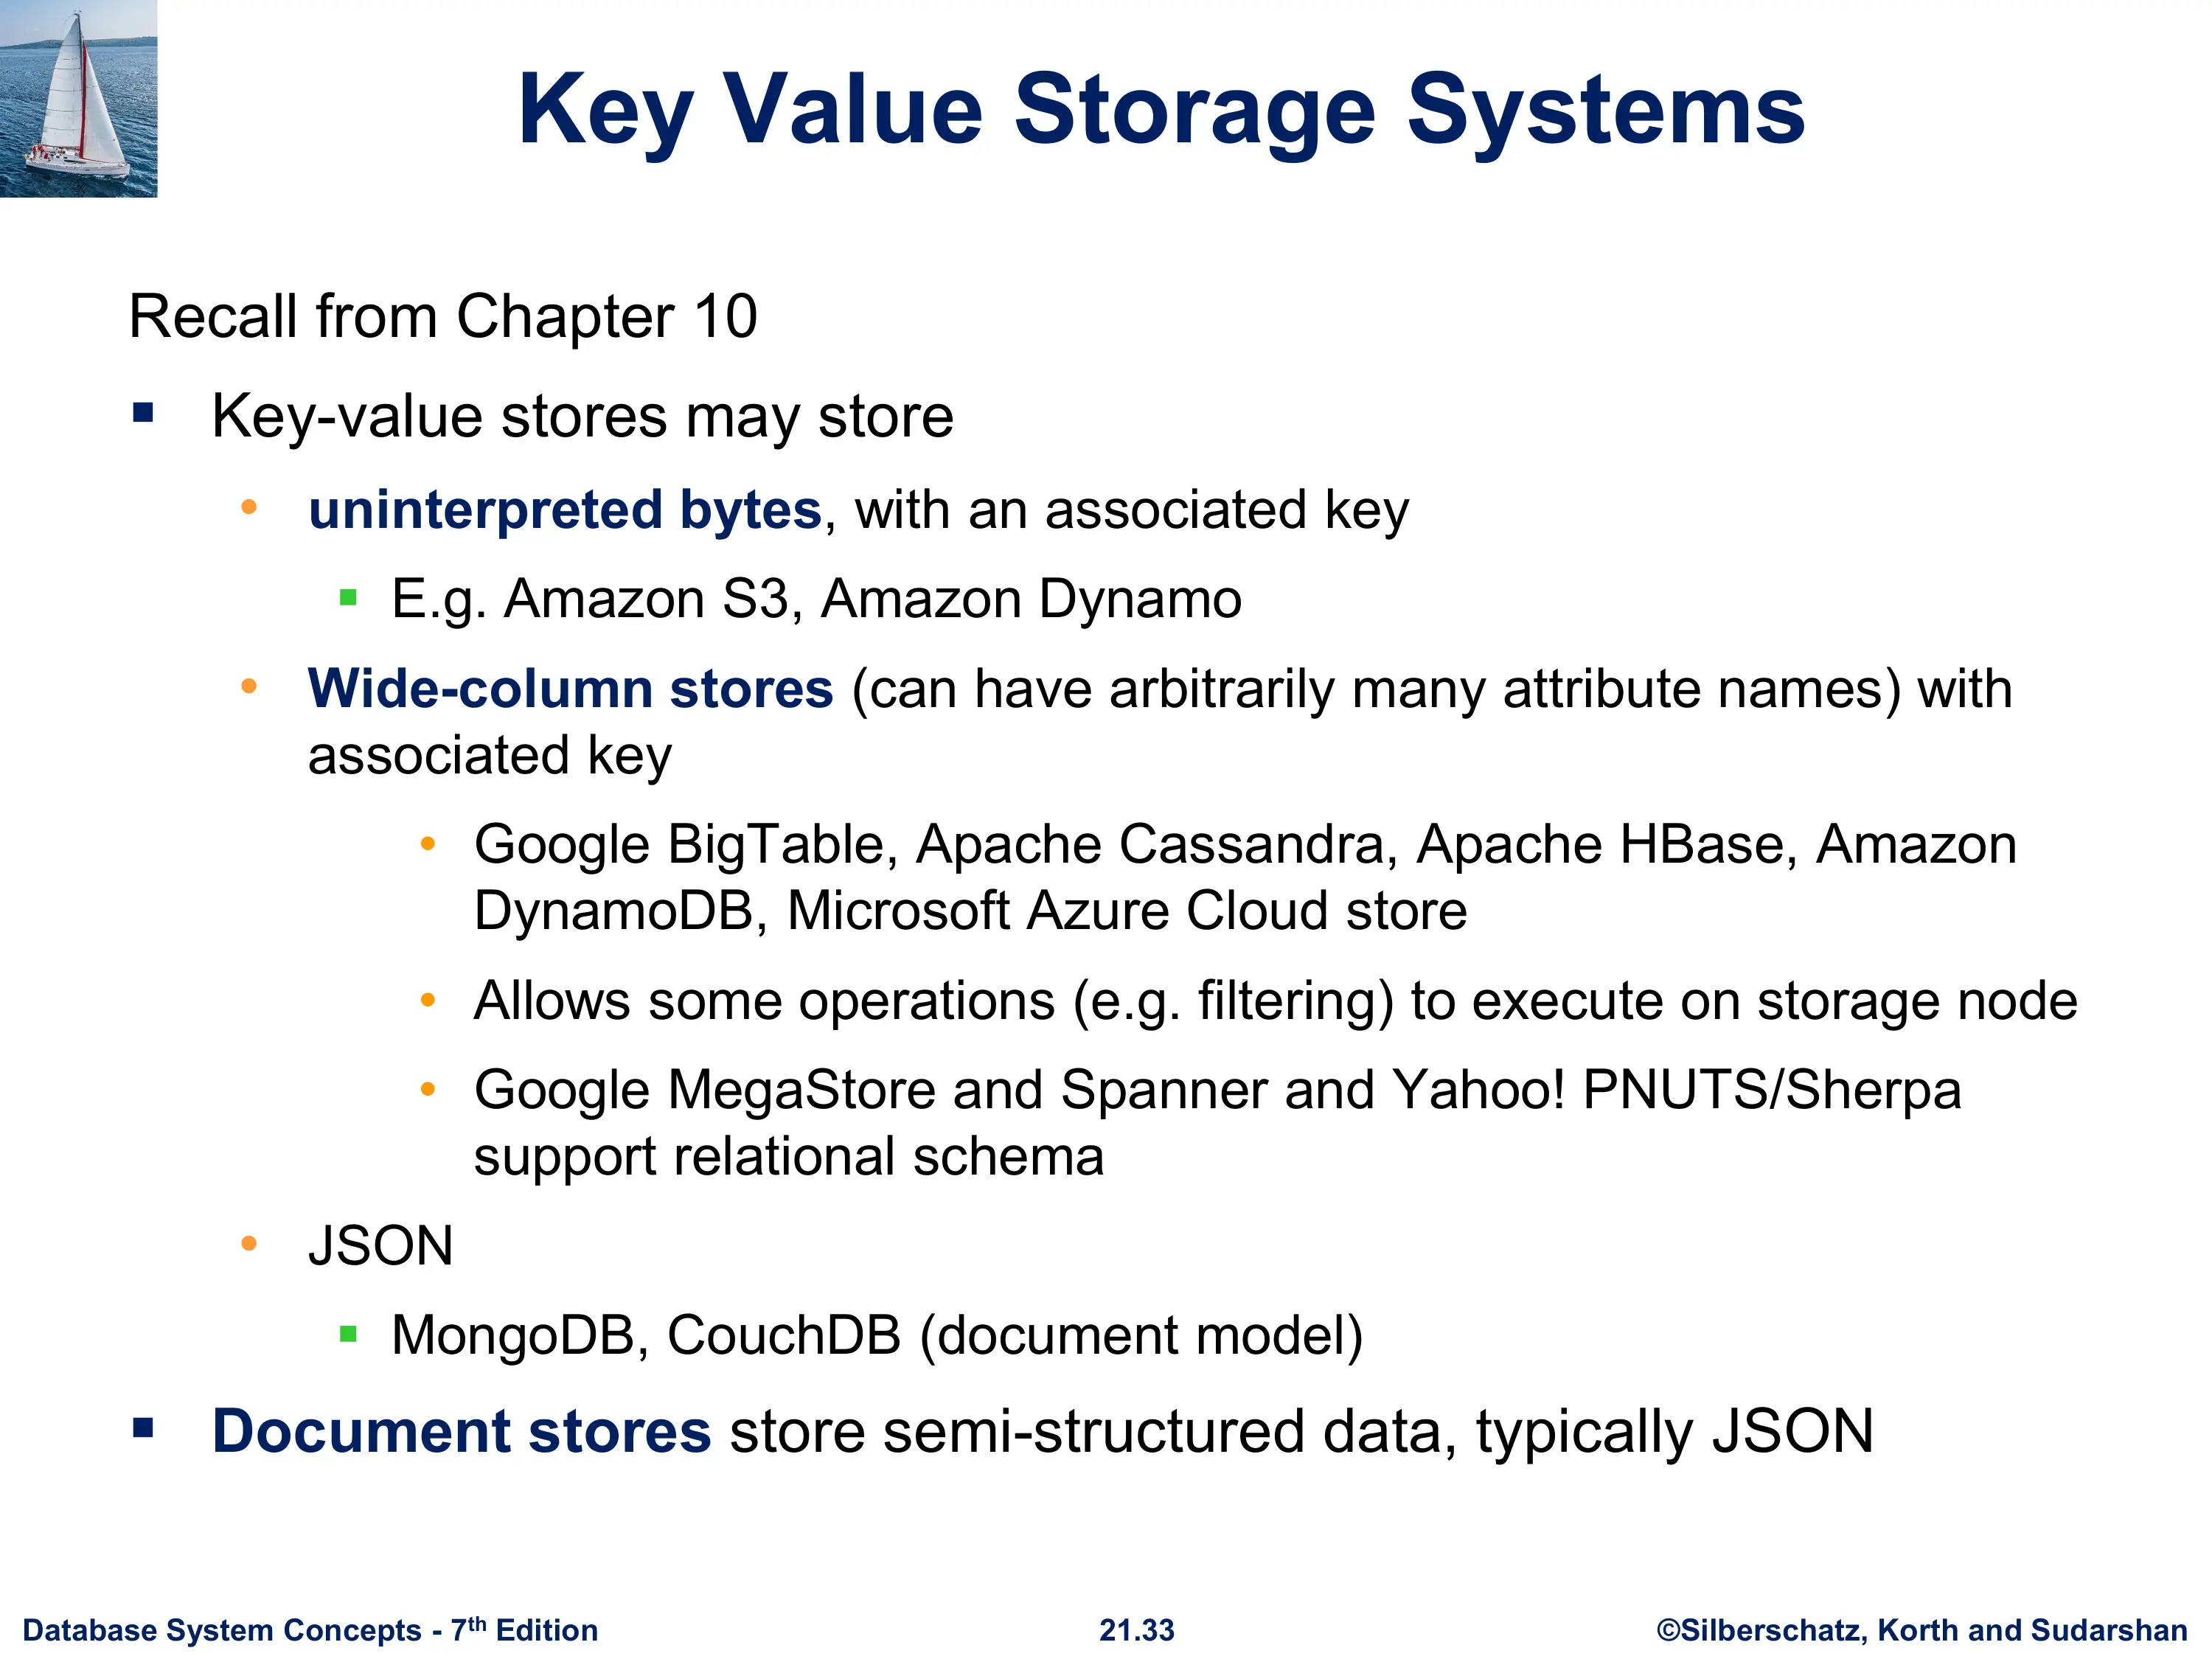 Key Value Storage Systems
Recall from Chapter 10
▪ Key-value stores may store
• uninterpreted bytes, with an associated key
▪ E.g. Amazon S3, Amazon Dynamo
• Wide-column stores (can have arbitrarily many attribute names) with
associated key
• Google BigTable, Apache Cassandra, Apache HBase, Amazon
DynamoDB, Microsoft Azure Cloud store
• Allows some operations (e.g. filtering) to execute on storage node
• Google MegaStore and Spanner and Yahoo! PNUTS/Sherpa
support relational schema
• JSON
▪ MongoDB, CouchDB (document model)
▪ Document stores store semi-structured data, typically JSON
Database System Concepts - 7th Edition
21.33
©Silberschatz, Korth and Sudarshan